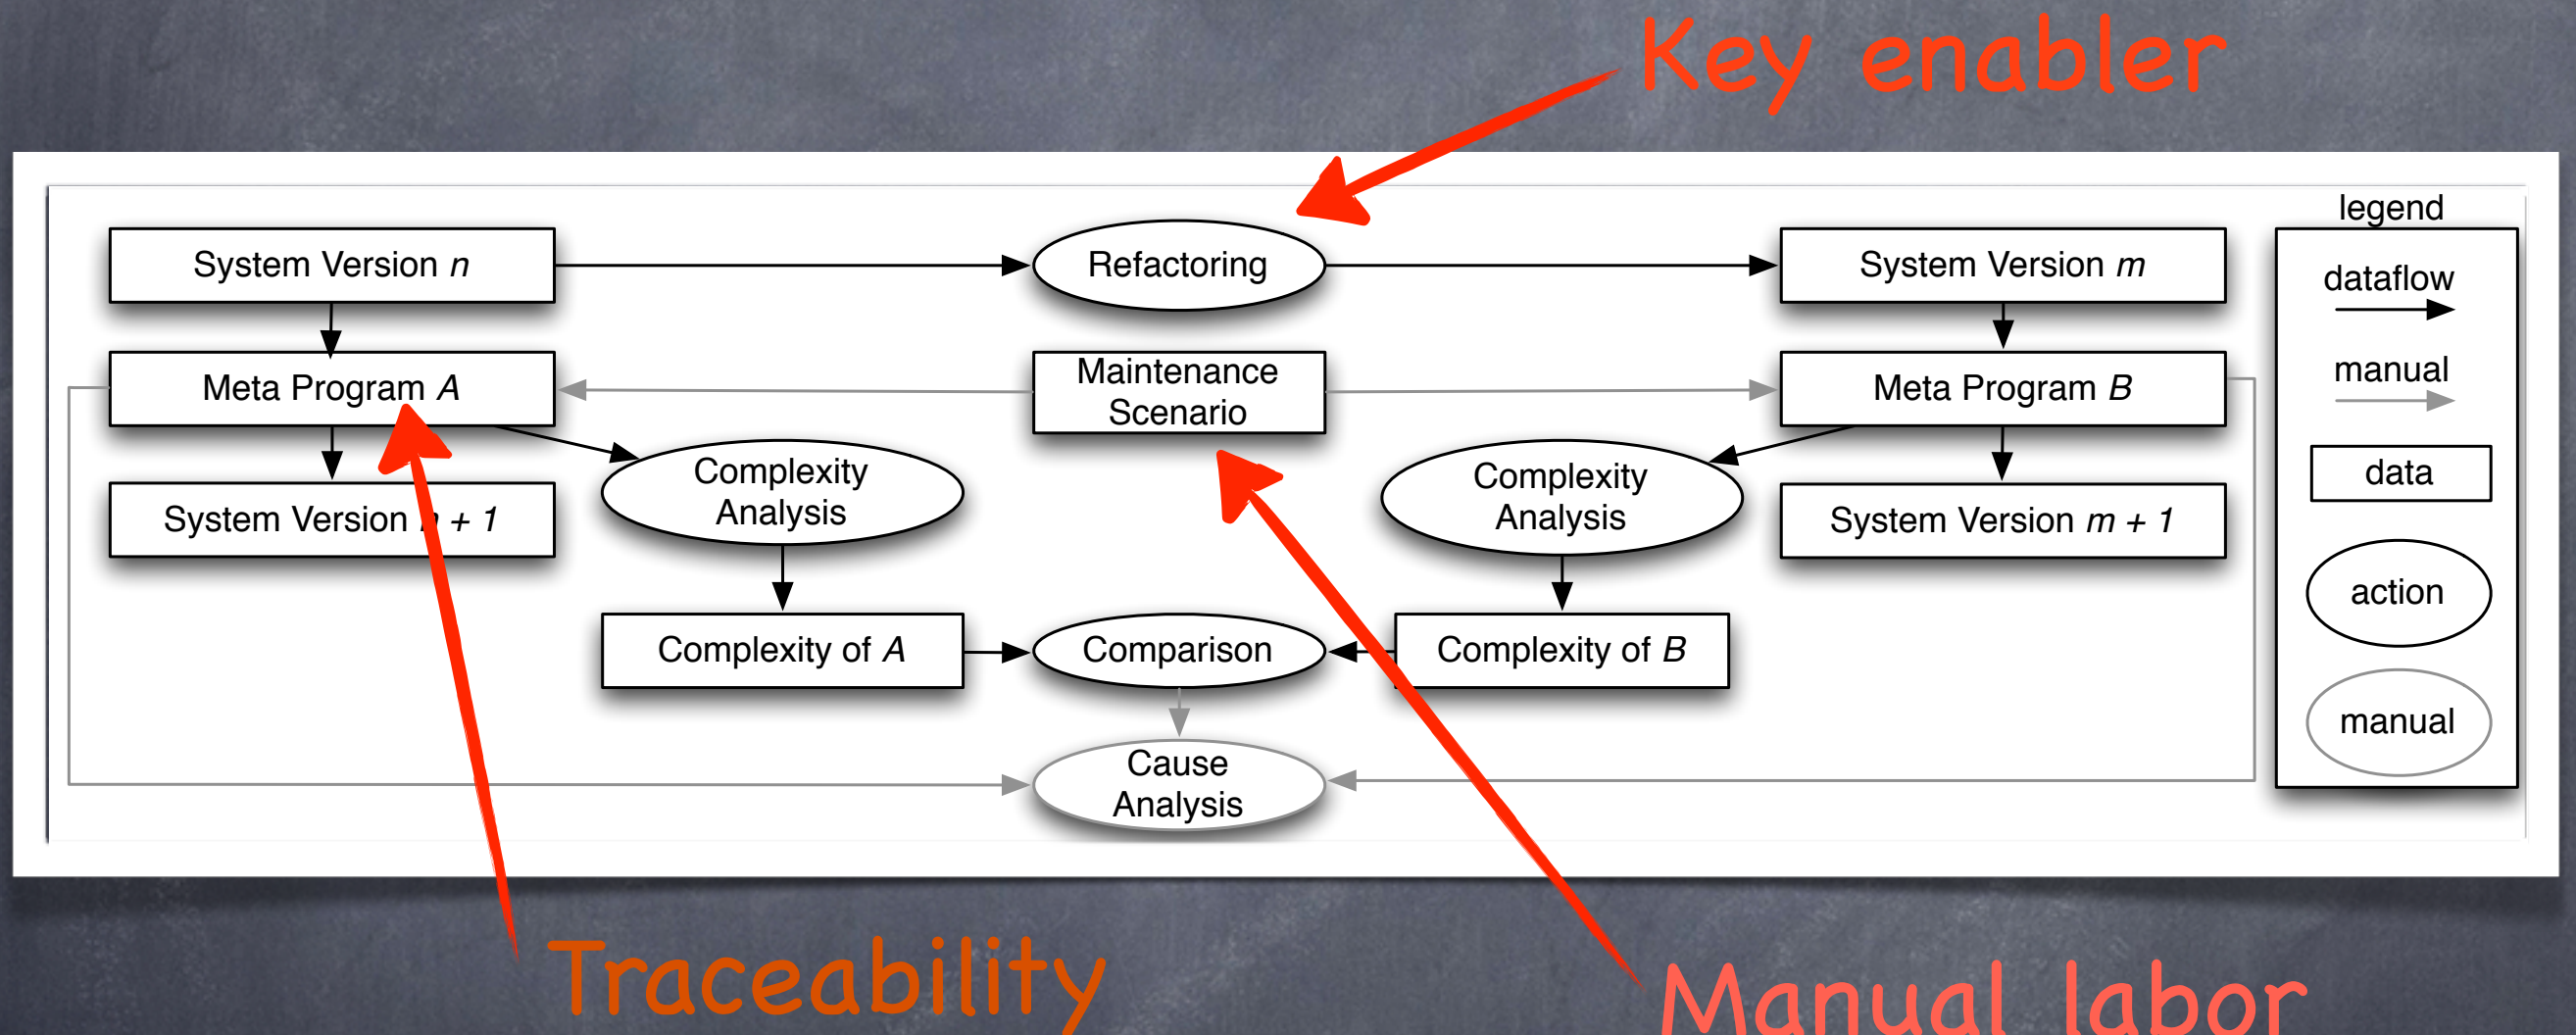 Key enabler
legend
System Version n
Refactoring
System Version m
dataflow
Meta Program A
Maintenance
Scenario
Meta Program B
manual
Complexity
Analysis
Complexity
Analysis
data
System Version n + 1
System Version m + 1
action
Complexity of A
Comparison
Complexity of B
manual
Cause
Analysis
Traceability
Manual labor